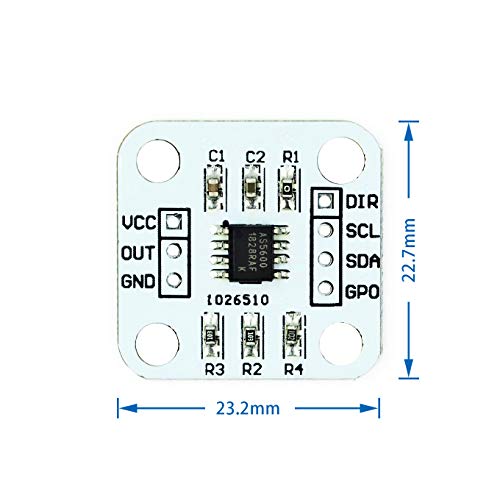 C1 C2 R1
VCC
OUT
GND
DIR
SCL
SDA
GPO
AS5600
1828RAF
K
1026510
R3 R2 R4
22.7mm
23.2mm